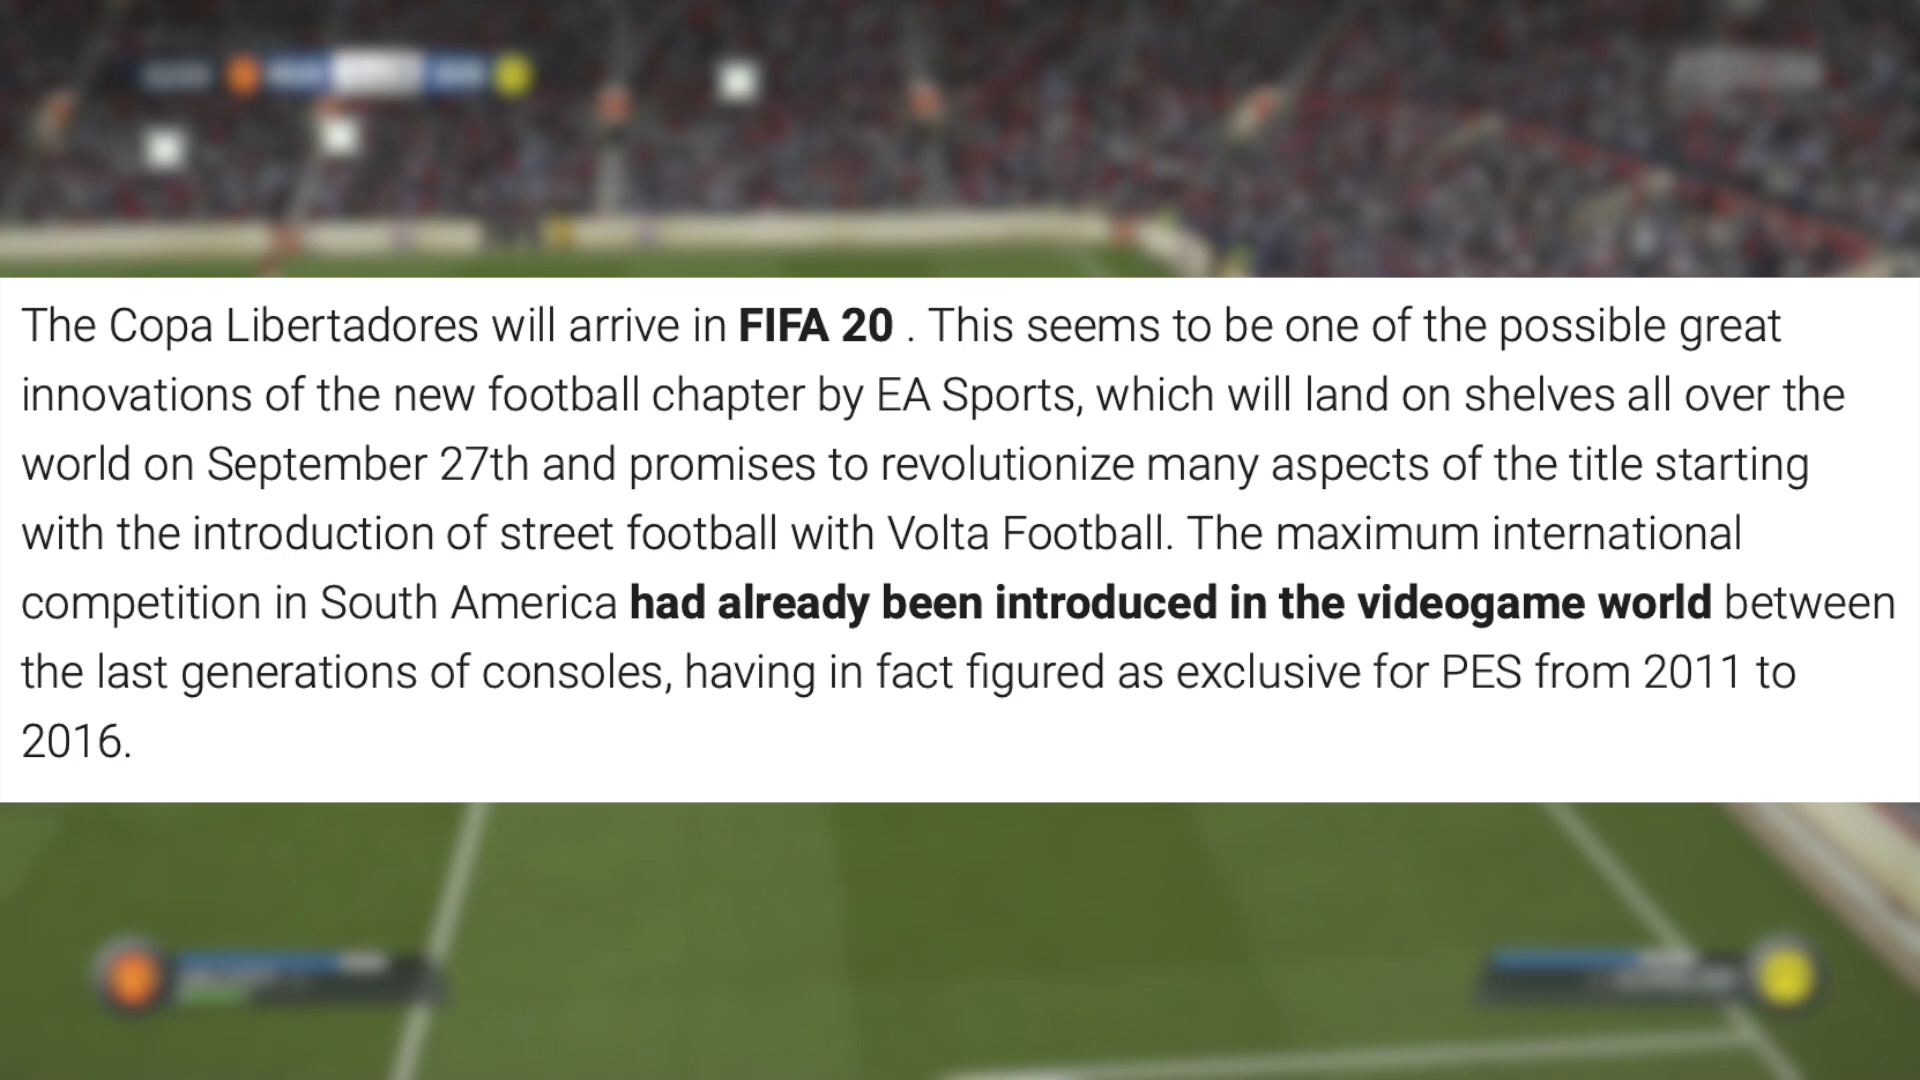 The Copa Libertadores will arrive in FIFA 20 . This seems to be one of the possible great
innovations of the new football chapter by EA Sports, which will land on shelves all over the
world on September 27th and promises to revolutionize many aspects of the title starting
with the introduction of street football with Volta Football. The maximum international
competition in South America had already been introduced in the videogame world between
the last generations of consoles, having in fact figured as exclusive for PES from 2011 to
2016.